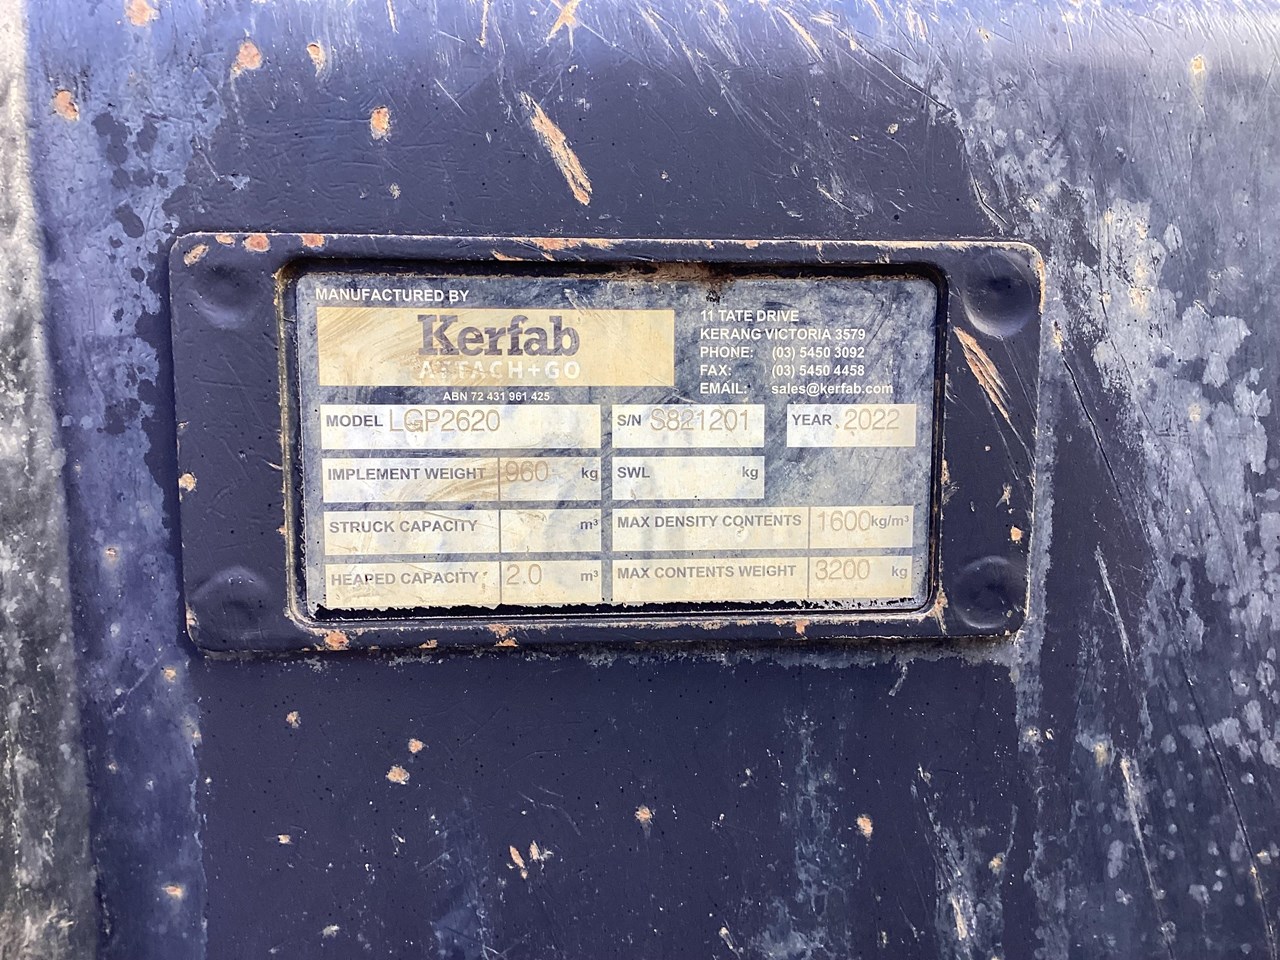 MANUFACTURED BY
Kerfab
ATTACH+GO
ABN 72 431 961 425
11 TATE DRIVE
KERANG VICTORIA 3579
PHONE: (03) 5450 3092
FAX: (03) 5450 4458
EMAIL: sales@kerfab.com
MODEL LGP2620
S/N S821201
YEAR 2022
IMPLEMENT WEIGHT 960 kg
SWL kg
STRUCK CAPACITY m³
MAX DENSITY CONTENTS 1600 kg/m³
HEAPED CAPACITY 2.0 m³
MAX CONTENTS WEIGHT 3200 kg